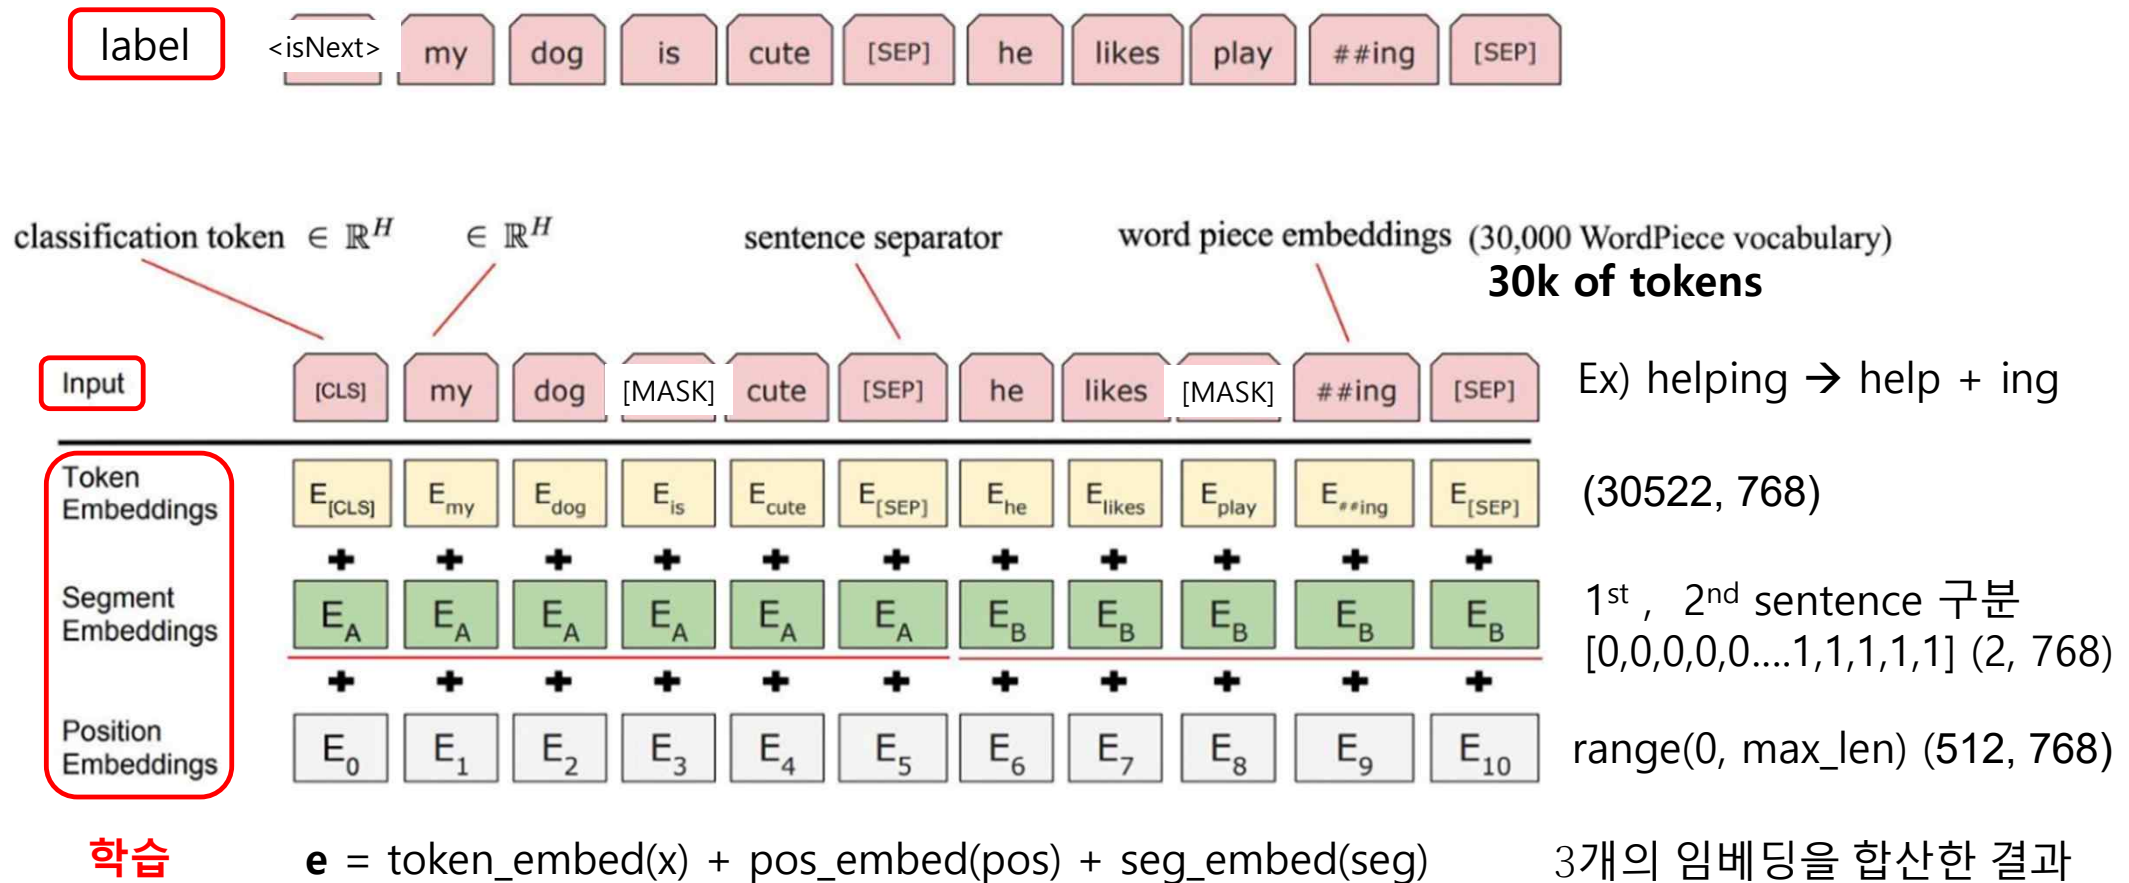 label <isNext> my dog is cute [SEP] he likes play ##ing [SEP]
classification token ∈ ℝ^H ∈ ℝ^H sentence separator word piece embeddings (30,000 WordPiece vocabulary)
30k of tokens
Input [CLS] my dog [MASK] cute [SEP] he likes [MASK] ##ing [SEP] Ex) helping → help + ing
Token Embeddings E[CLS] Emy Edog Eis Ecute E[SEP] Ehe Elikes Eplay E##ing E[SEP] (30522, 768)
+ + + + + + + + + + +
Segment Embeddings EA EA EA EA EA EA EB EB EB EB EB 1st , 2nd sentence 구분
[0,0,0,0,0....1,1,1,1,1] (2, 768)
+ + + + + + + + + + +
Position Embeddings E0 E1 E2 E3 E4 E5 E6 E7 E8 E9 E10 range(0, max_len) (512, 768)
학습 e = token_embed(x) + pos_embed(pos) + seg_embed(seg) 3개의 임베딩을 합산한 결과